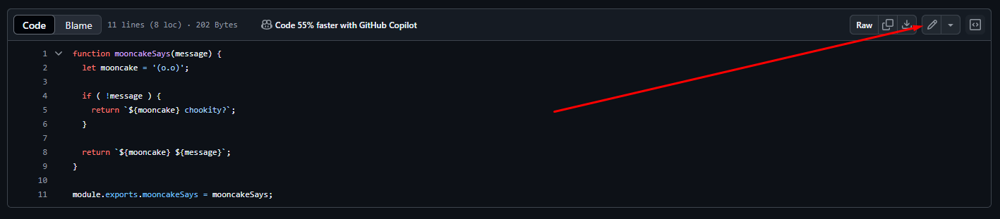 Code Blame 11 lines (8 loc) · 202 Bytes Code 55% faster with GitHub Copilot Raw
1 function mooncakeSays(message) {
2 let mooncake = '(o.o)';
3
4 if ( !message ) {
5 return `${mooncake} chookity?`;
6 }
7
8 return `${mooncake} ${message}`;
9 }
10
11 module.exports.mooncakeSays = mooncakeSays;